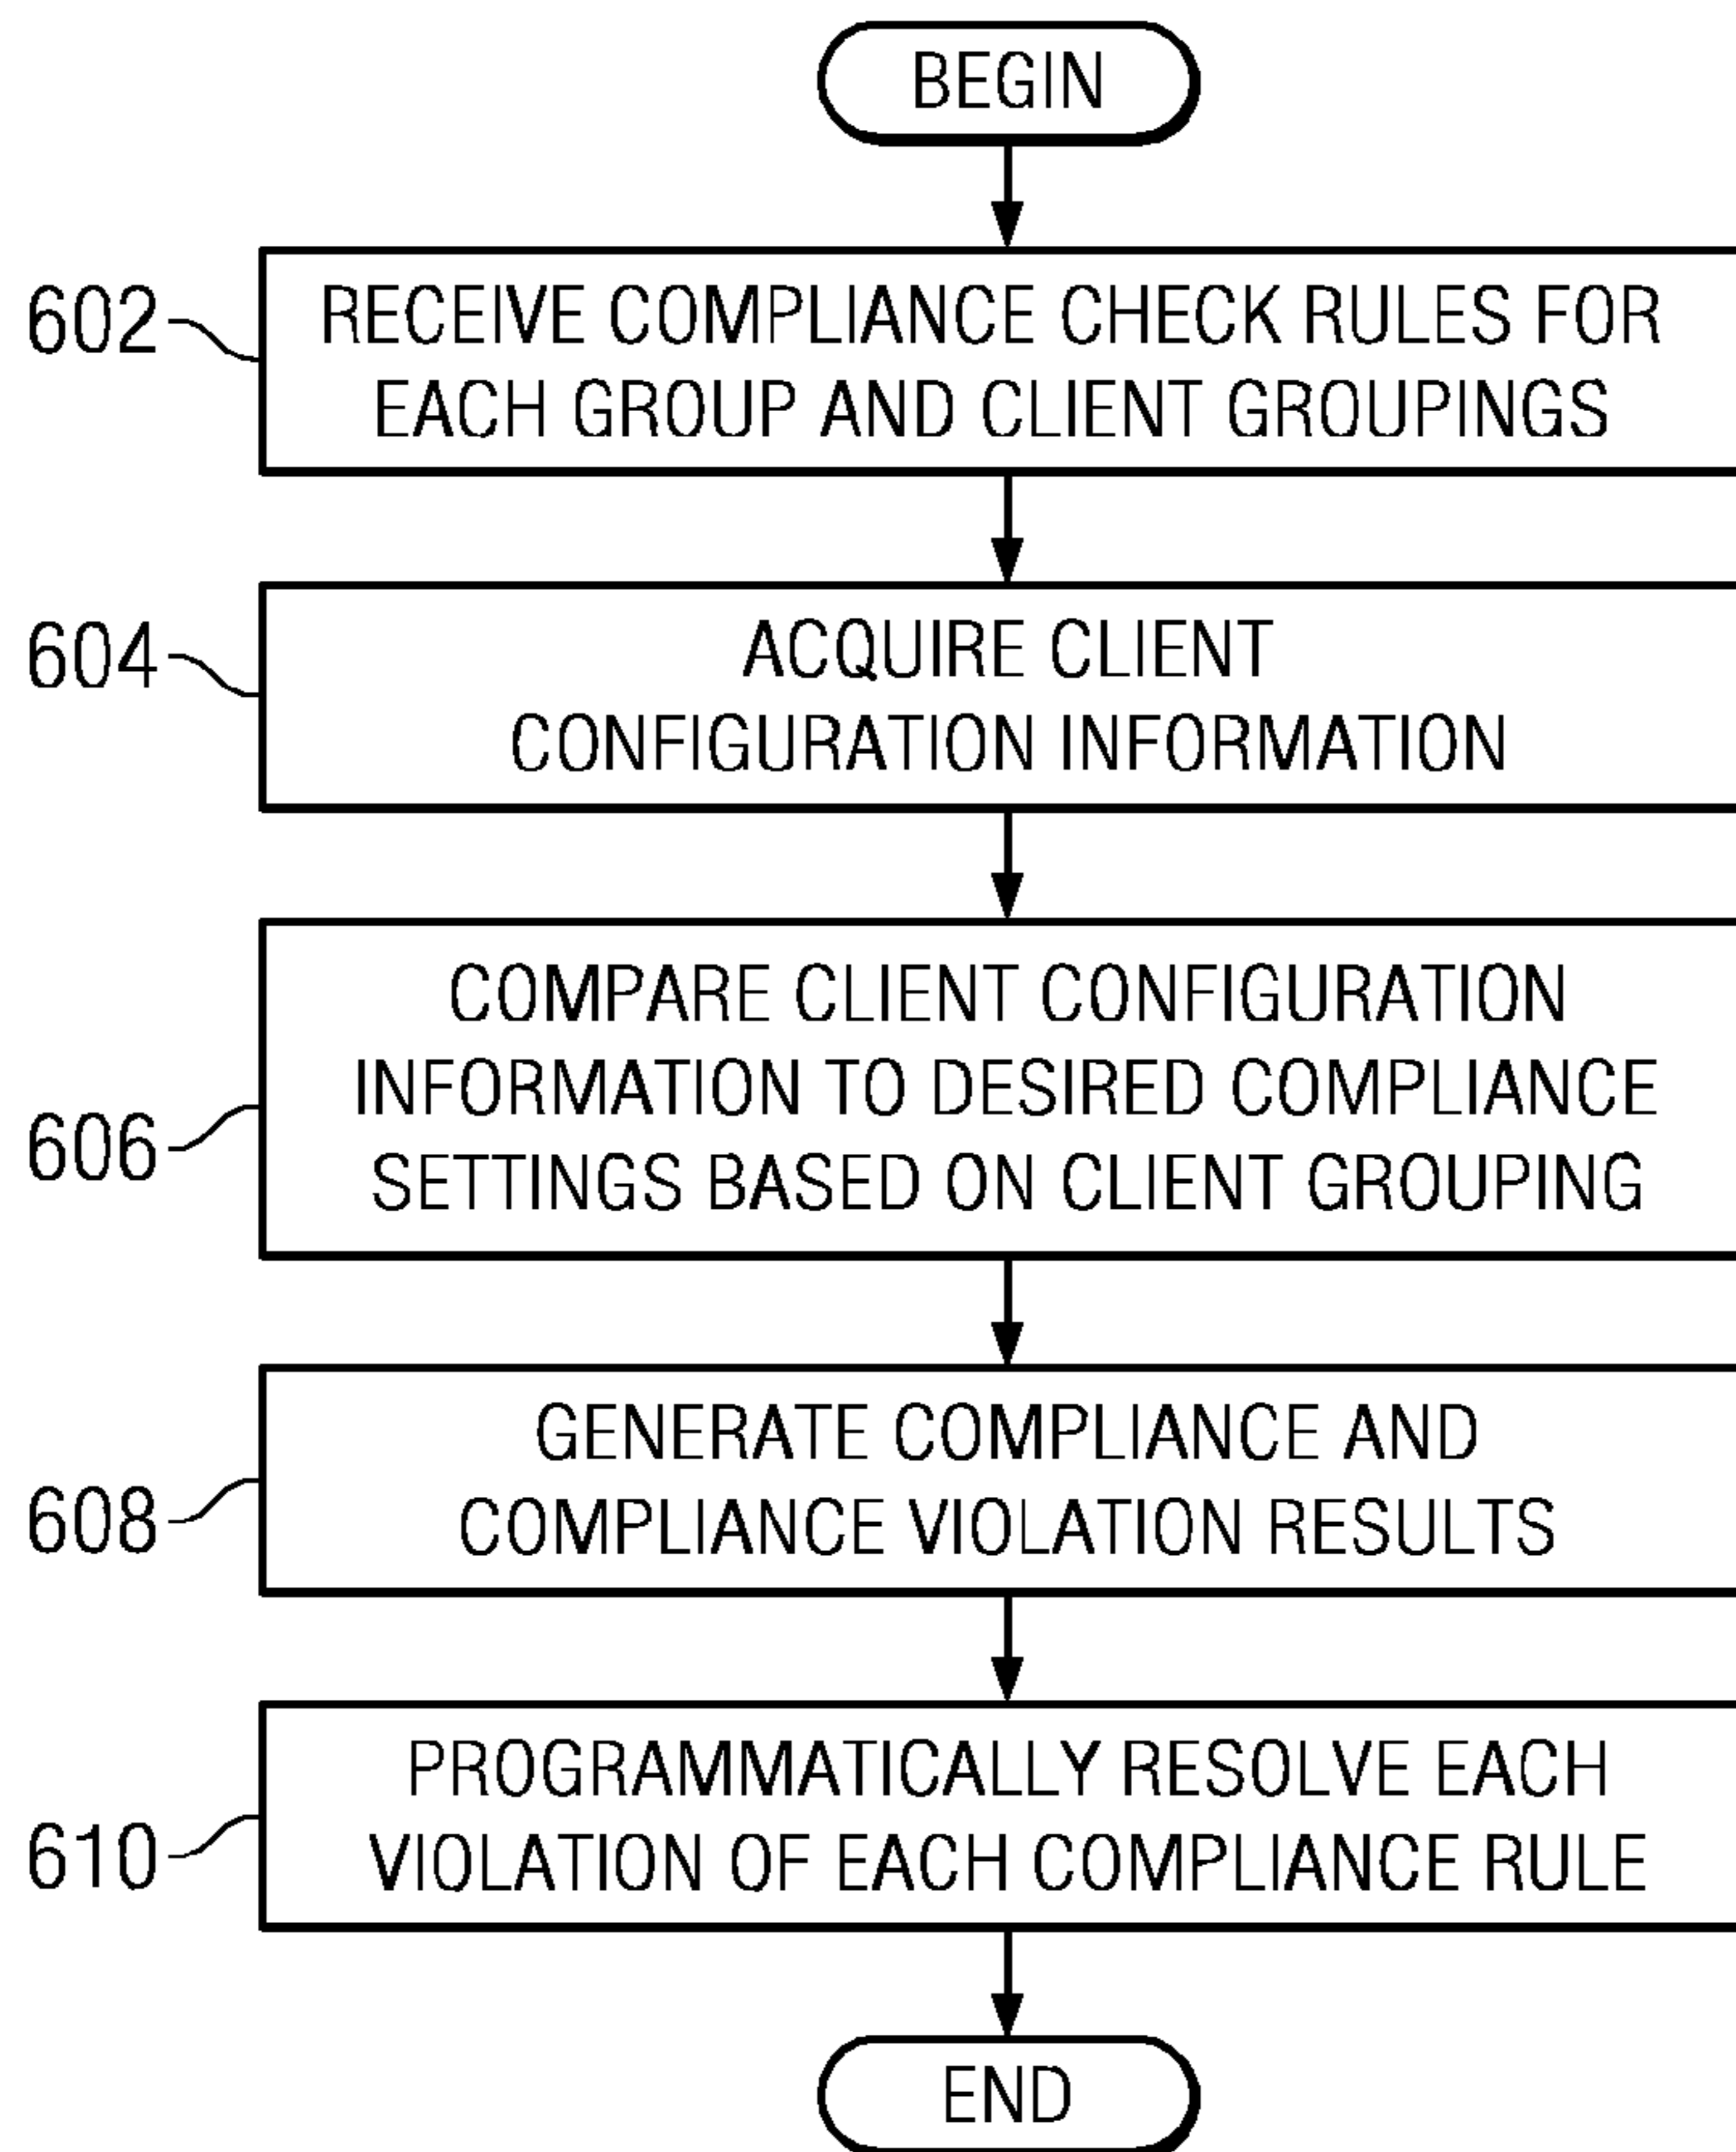 BEGIN
602
RECEIVE COMPLIANCE CHECK RULES FOR
EACH GROUP AND CLIENT GROUPINGS
604
ACQUIRE CLIENT
CONFIGURATION INFORMATION
606
COMPARE CLIENT CONFIGURATION
INFORMATION TO DESIRED COMPLIANCE
SETTINGS BASED ON CLIENT GROUPING
608
GENERATE COMPLIANCE AND
COMPLIANCE VIOLATION RESULTS
610
PROGRAMMATICALLY RESOLVE EACH
VIOLATION OF EACH COMPLIANCE RULE
END